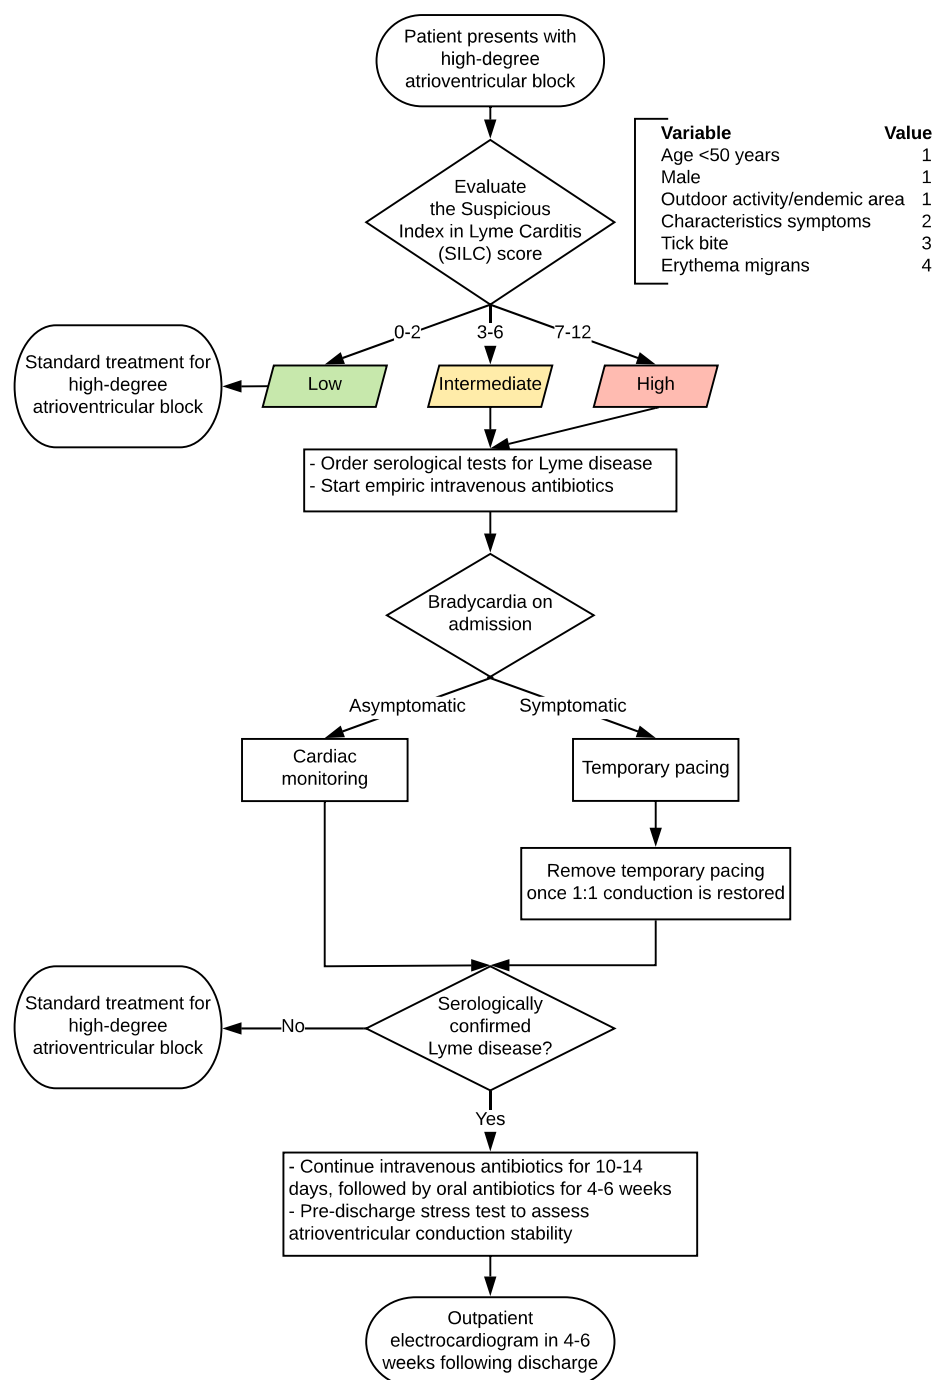 Patient presents with
high-degree
atrioventricular block
Variable Value
Age <50 years 1
Male 1
Outdoor activity/endemic area 1
Characteristics symptoms 2
Tick bite 3
Erythema migrans 4
Evaluate
the Suspicious
Index in Lyme Carditis
(SILC) score
0-2
3-6
7-12
Standard treatment for
high-degree
atrioventricular block
Low
Intermediate
High
- Order serological tests for Lyme disease
- Start empiric intravenous antibiotics
Bradycardia on
admission
Asymptomatic
Symptomatic
Cardiac
monitoring
Temporary pacing
Remove temporary pacing
once 1:1 conduction is restored
Standard treatment for
high-degree
atrioventricular block
No
Serologically
confirmed
Lyme disease?
Yes
- Continue intravenous antibiotics for 10-14
days, followed by oral antibiotics for 4-6 weeks
- Pre-discharge stress test to assess
atrioventricular conduction stability
Outpatient
electrocardiogram in 4-6
weeks following discharge